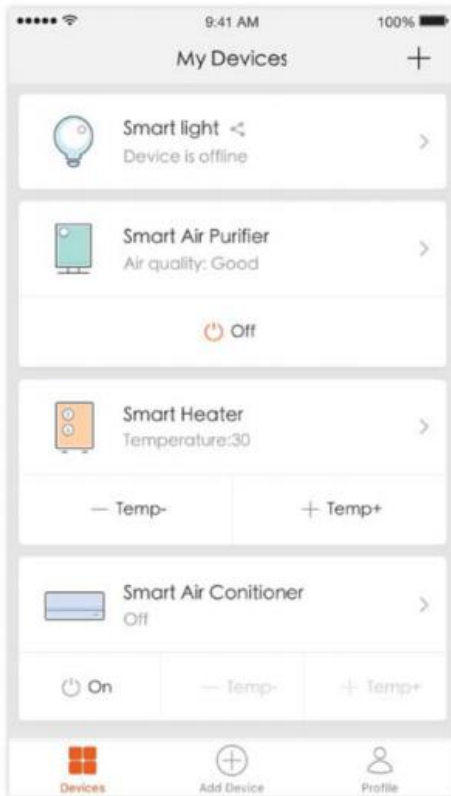 9:41 AM 100%
My Devices
Smart light
Device is offline
Smart Air Purifier
Air quality: Good
Off
Smart Heater
Temperature:30
Temp- Temp+
Smart Air Conitioner
Off
On Temp- Temp+
Devices Add Device Profile